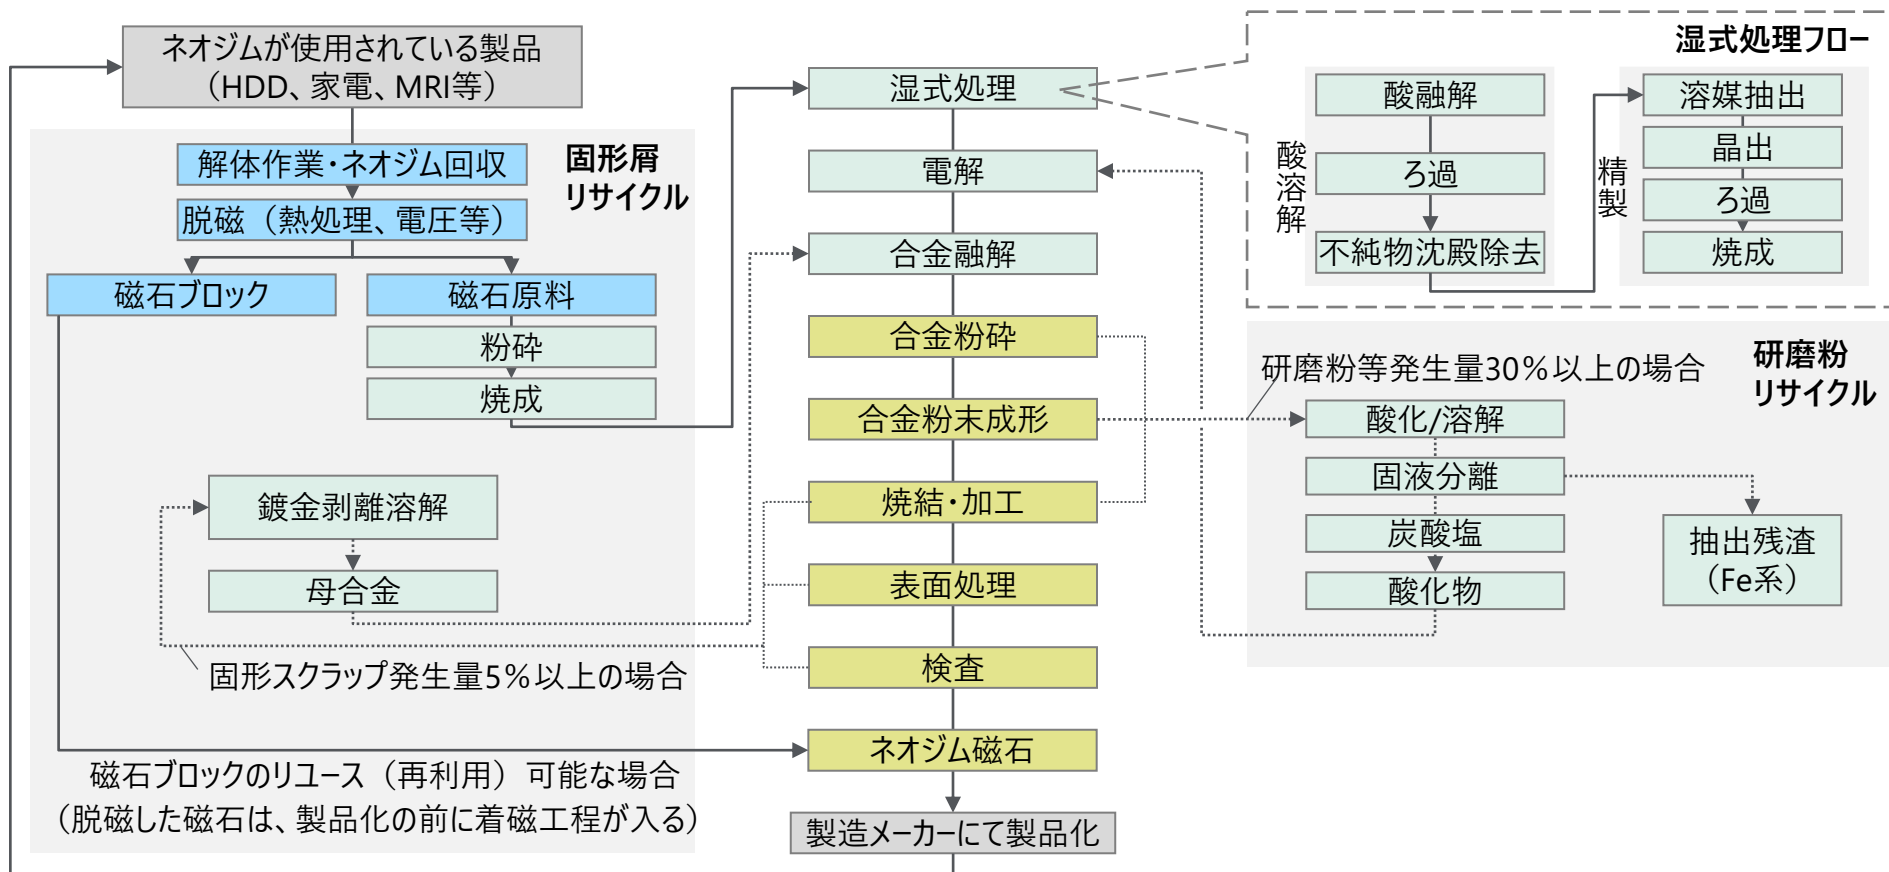 ネオジムが使用されている製品
（HDD、家電、MRI等）
固形屑
リサイクル
解体作業・ネオジム回収
脱磁（熱処理、電圧等）
磁石ブロック
磁石原料
粉砕
焼成
鍍金剥離溶解
母合金
固形スクラップ発生量5%以上の場合
磁石ブロックのリユース（再利用）可能な場合
（脱磁した磁石は、製品化の前に着磁工程が入る）
湿式処理
電解
合金融解
合金粉砕
合金粉末成形
焼結・加工
表面処理
検査
ネオジム磁石
製造メーカーにて製品化
湿式処理フロー
酸溶解
酸融解
ろ過
不純物沈殿除去
精製
溶媒抽出
晶出
ろ過
焼成
研磨粉
リサイクル
研磨粉等発生量30%以上の場合
酸化/溶解
固液分離
炭酸塩
酸化物
抽出残渣
（Fe系）